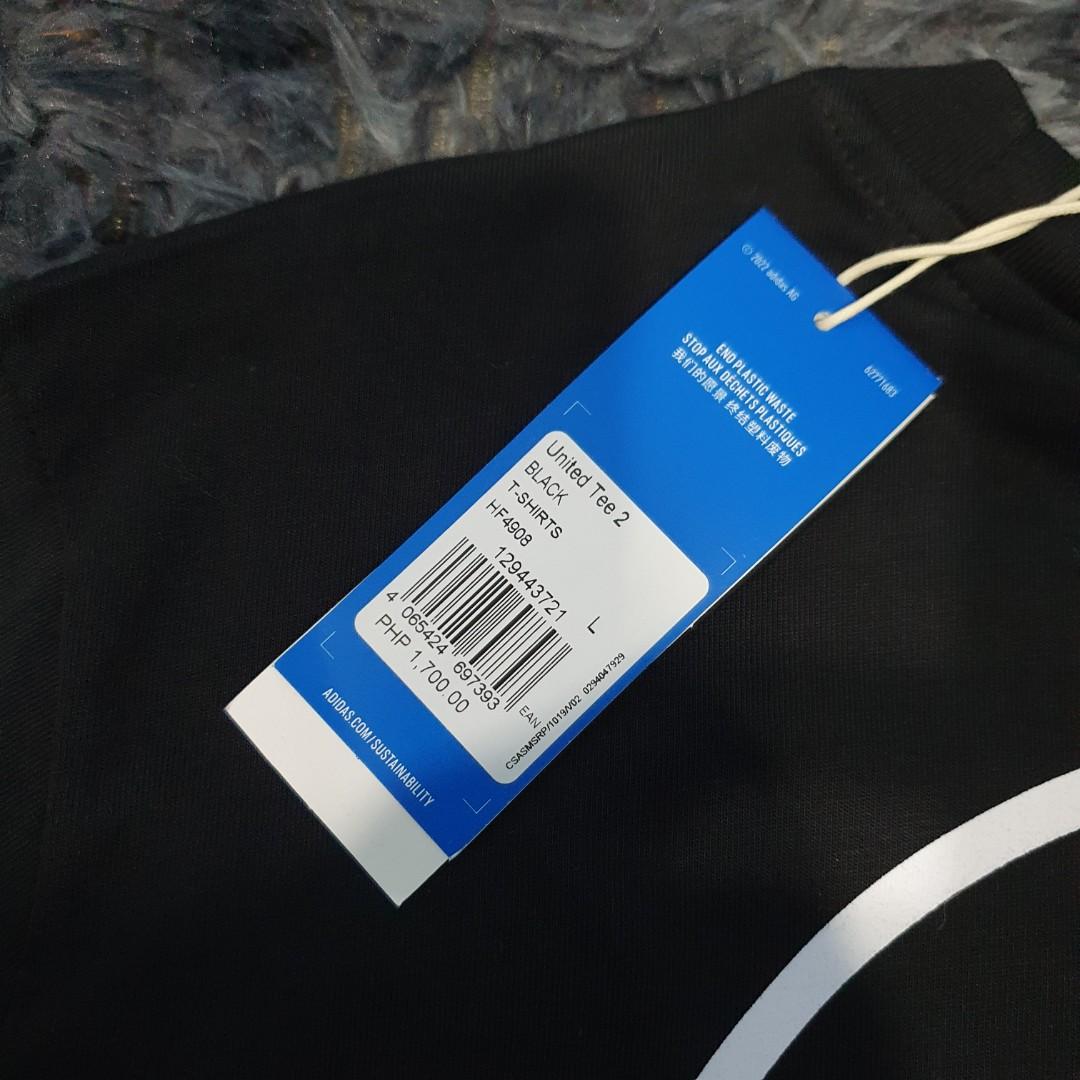 © 2022 adidas AG
62771683
END PLASTIC WASTE
STOP AUX DECHETS PLASTIQUES
我们的愿景 终结塑料废物
United Tee 2
BLACK
T-SHIRTS
HF4908
129443721
L
4 065424 697393
EAN
PHP 1,700.00
CSASMSRP/1019/V02 0294047929
ADIDAS.COM/SUSTAINABILITY